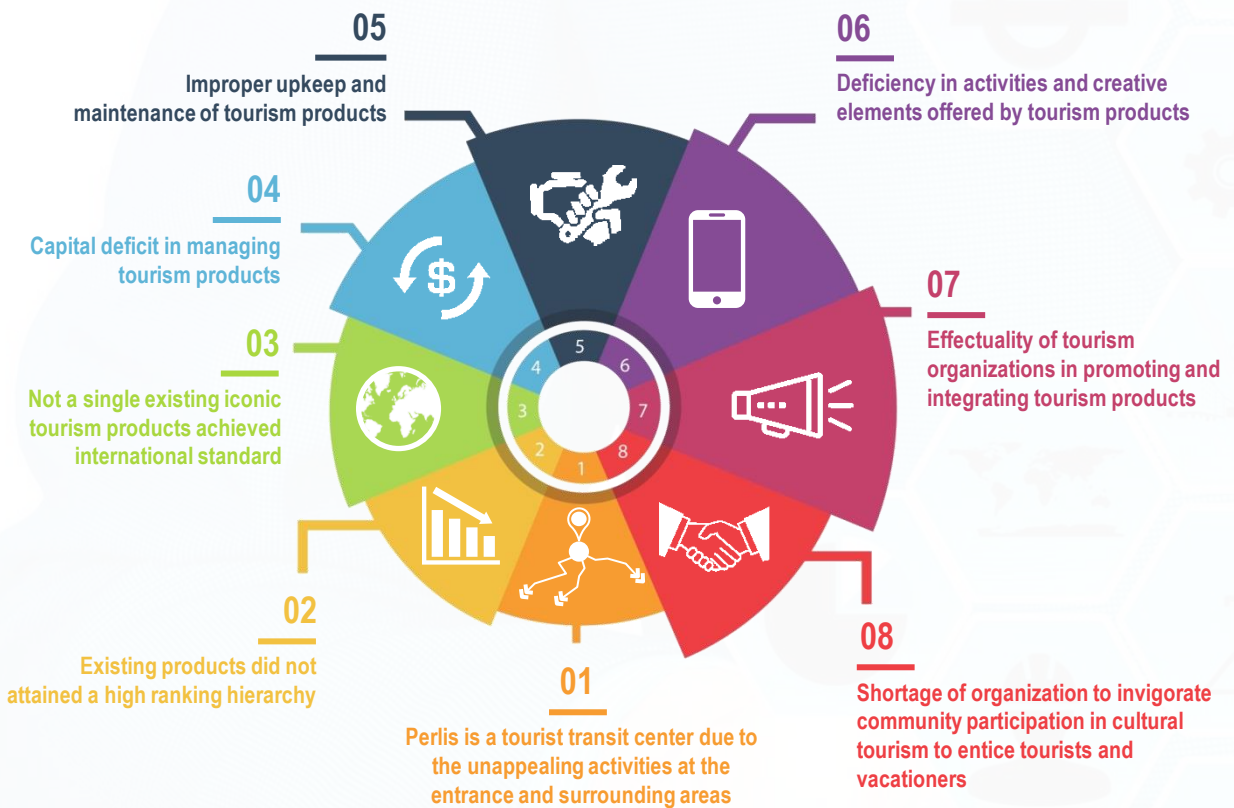 05
Improper upkeep and
maintenance of tourism products
06
Deficiency in activities and creative
elements offered by tourism products
04
Capital deficit in managing
tourism products
$
07
Effectuality of tourism
organizations in promoting and
integrating tourism products
03
Not a single existing iconic
tourism products achieved
international standard
5
4
6
3
7
2
8
1
02
Existing products did not
attained a high ranking hierarchy
01
Perlis is a tourist transit center due to
the unappealing activities at the
entrance and surrounding areas
08
Shortage of organization to invigorate
community participation in cultural
tourism to entice tourists and
vacationers